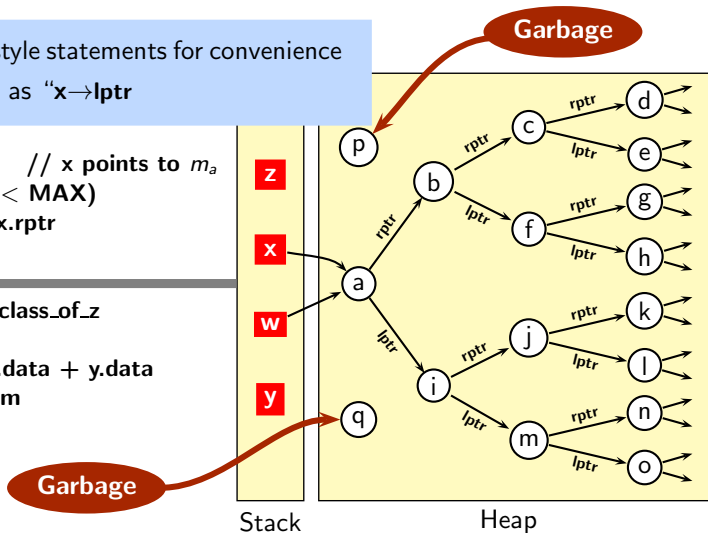 Garbage
style statements for convenience
as “x→lptr
// x points to mₐ
< MAX)
x.rptr
class_of_z
.data + y.data
m
Garbage
z
x
w
y
Stack
p
q
a
b
i
c
f
j
m
d
e
g
h
k
l
n
o
rptr
lptr
rptr
lptr
rptr
lptr
rptr
lptr
rptr
lptr
rptr
lptr
rptr
lptr
Heap